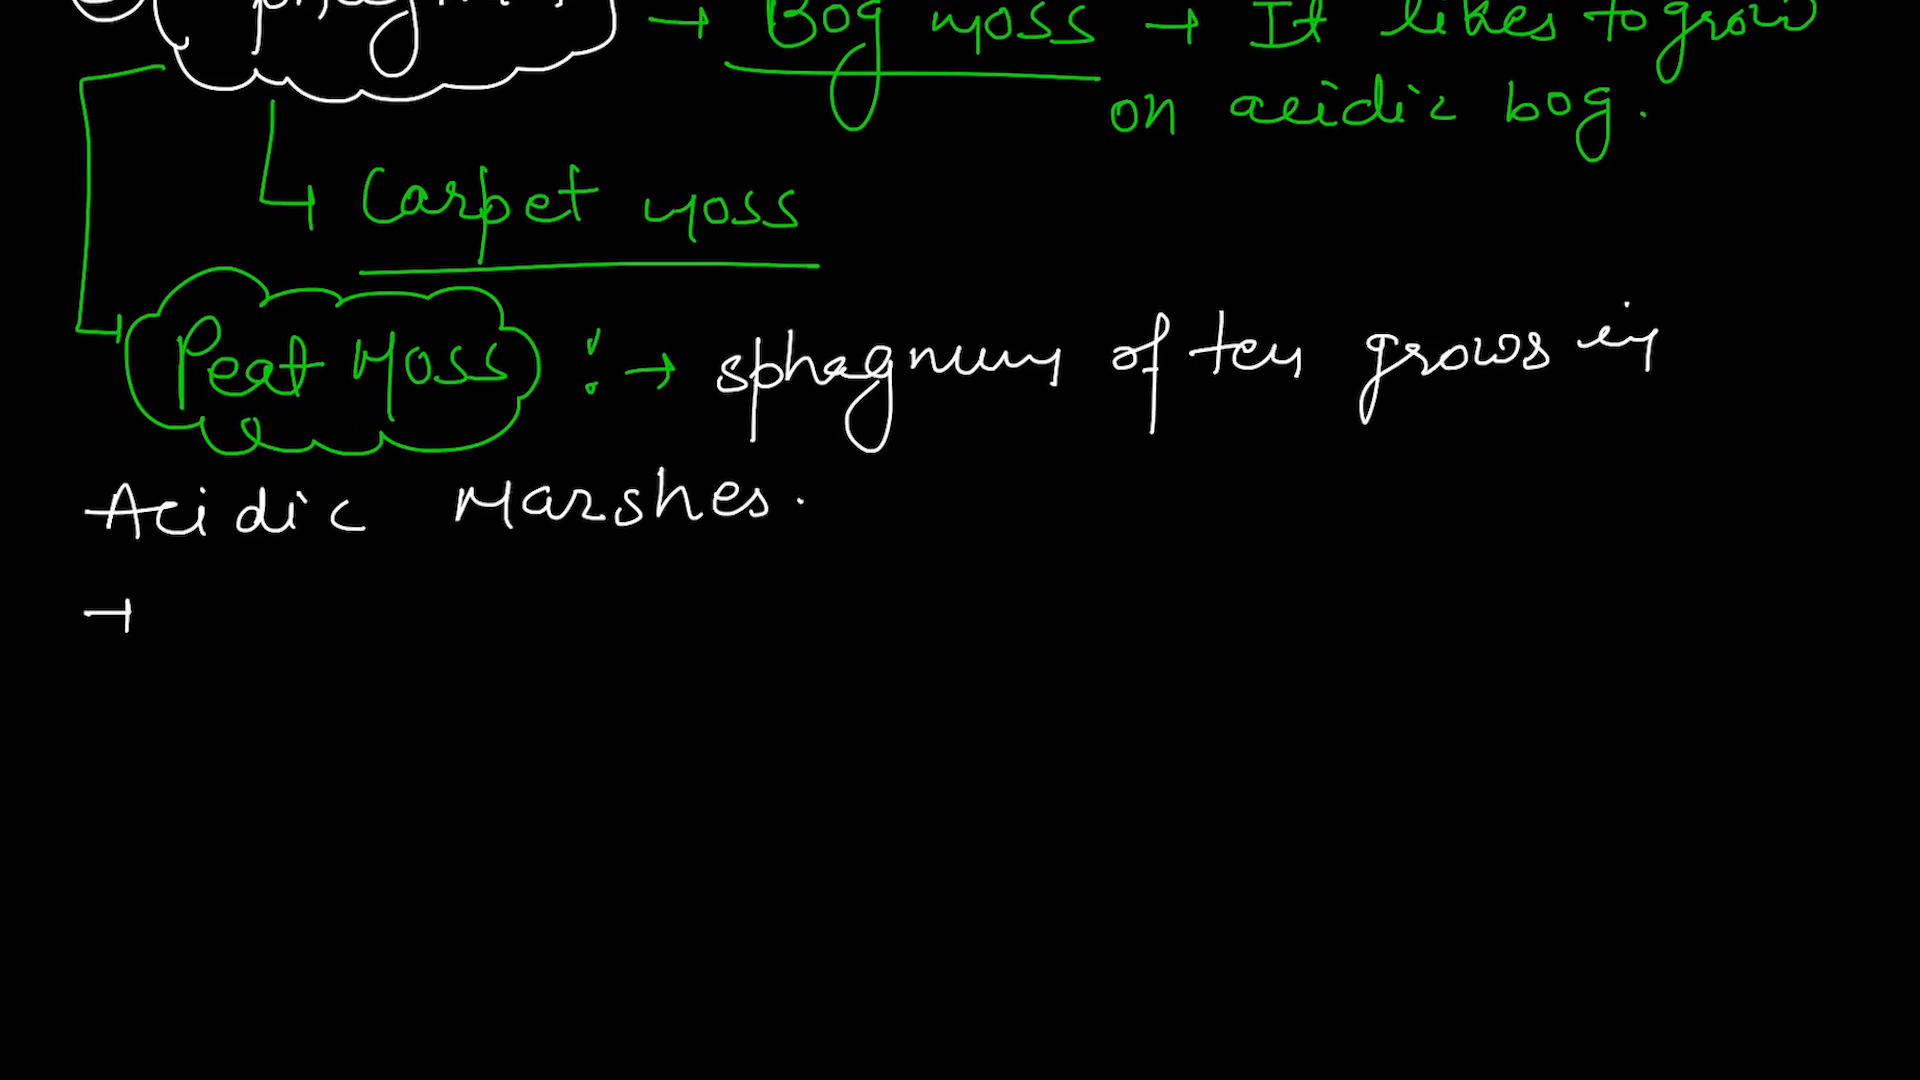 → Bog moss → It likes to grow
on acidic bog.
↳ Carpet moss
Peat Moss :→ sphagnum often grows in
Acidic Marshes.
→